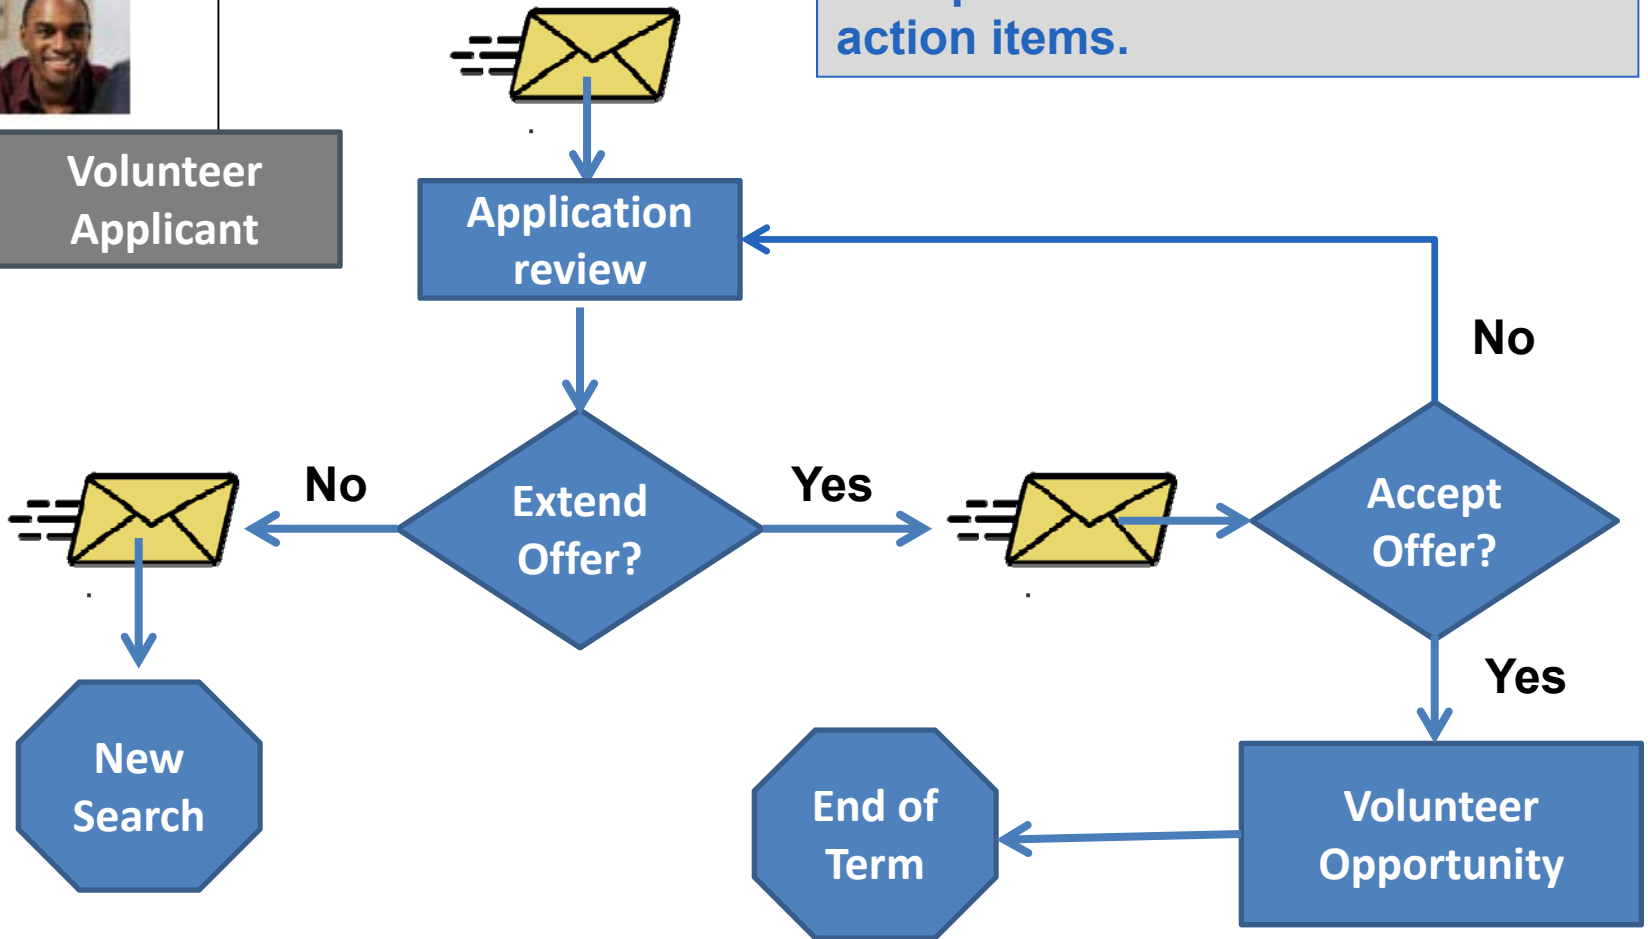 action items.
Volunteer
Applicant
Application
review
No
No
Extend
Offer?
Yes
Accept
Offer?
Yes
New
Search
End of
Term
Volunteer
Opportunity